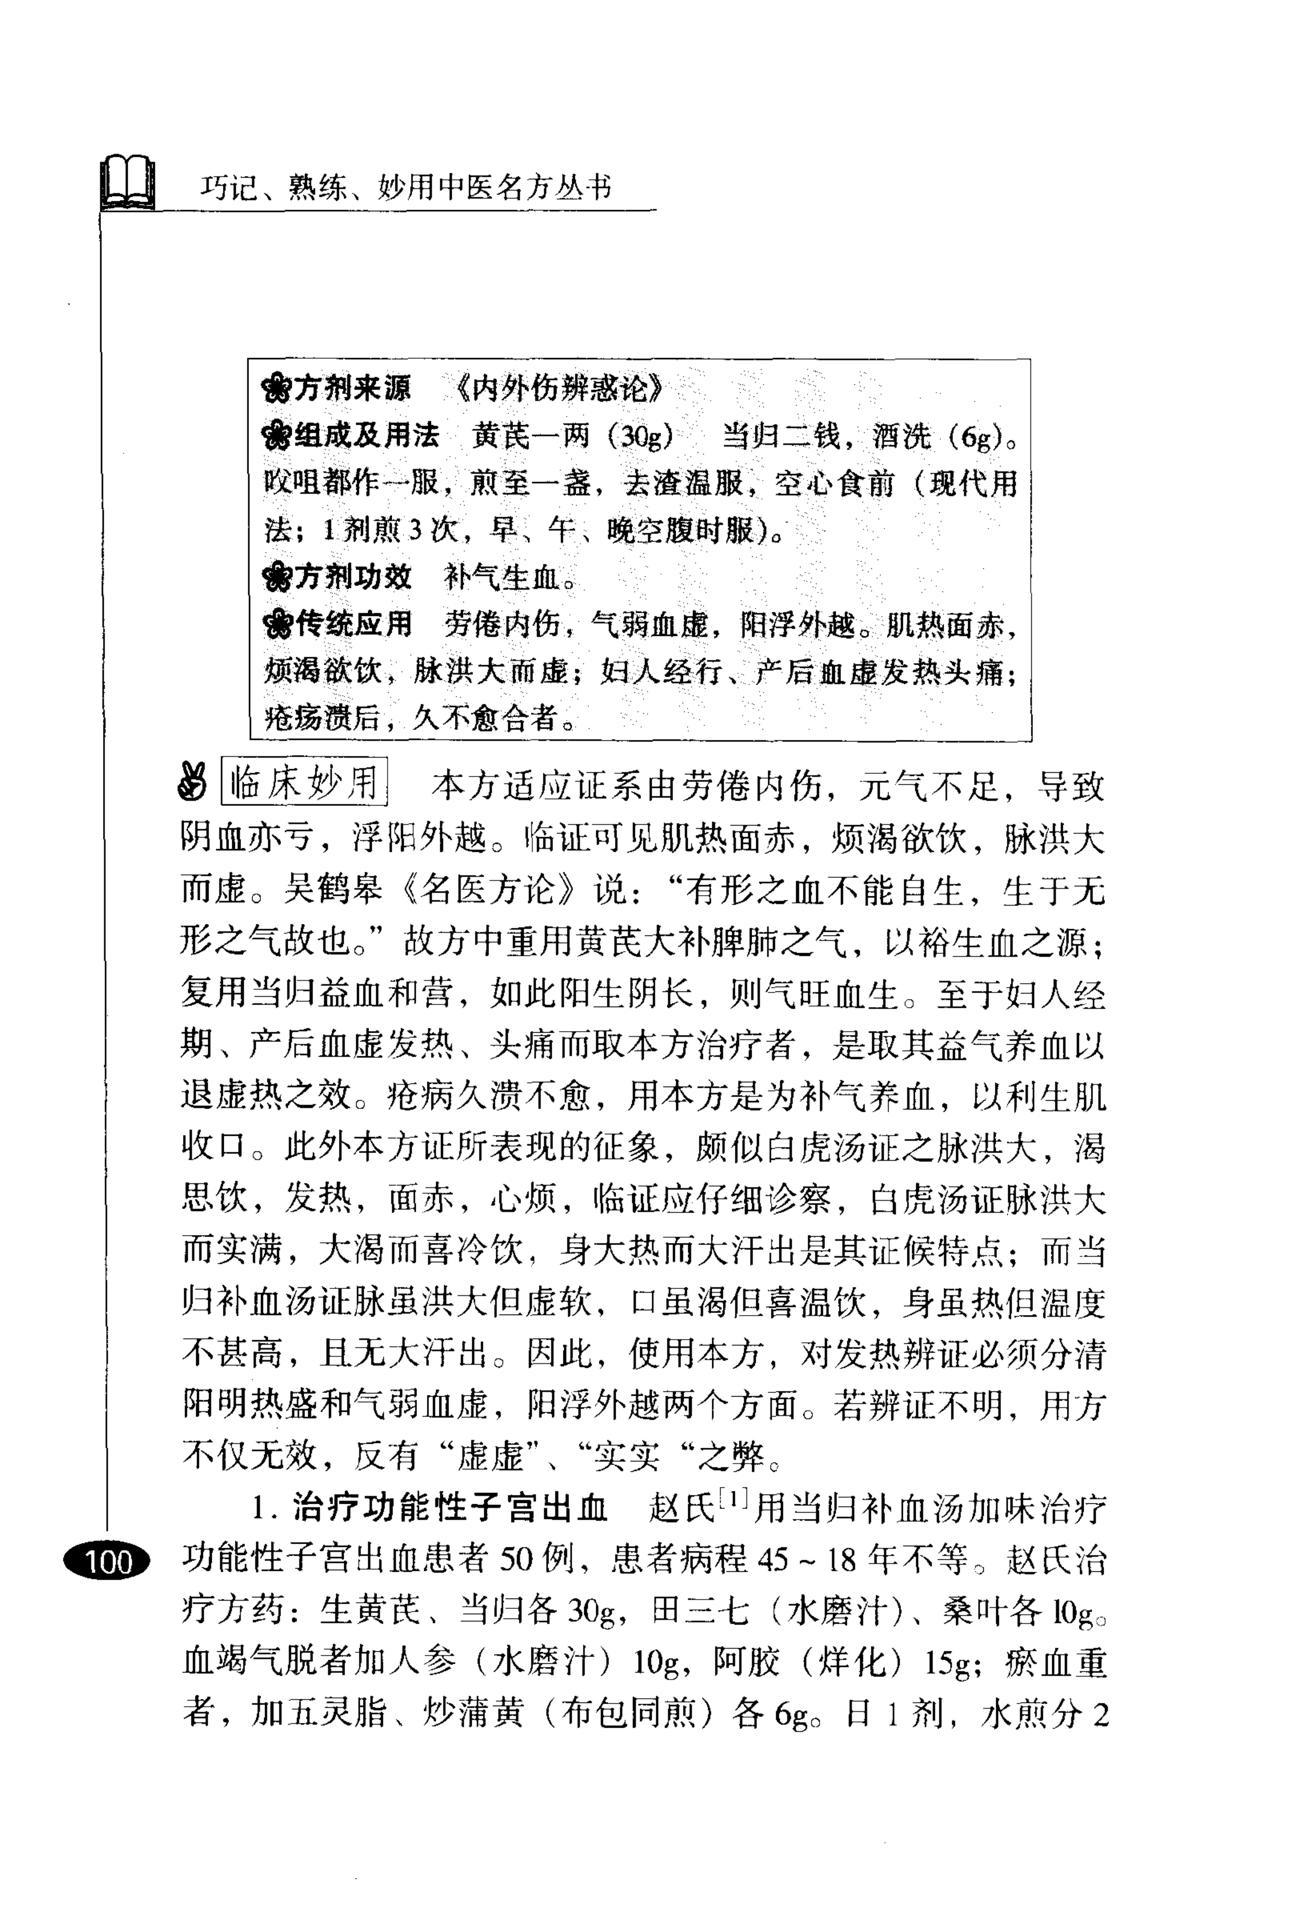 巧记、熟练、妙用中医名方丛书
方剂来源 《内外伤辨惑论》
组成及用法 黄芪一两（30g） 当归二钱，酒洗（6g）。
㕮咀都作一服，煎至一盏，去渣温服，空心食前（现代用
法；1剂煎3次，早、午、晚空腹时服）。
方剂功效 补气生血。
传统应用 劳倦内伤，气弱血虚，阳浮外越。肌热面赤，
烦渴欲饮，脉洪大而虚；妇人经行、产后血虚发热头痛；
疮疡溃后，久不愈合者。
临床妙用 本方适应证系由劳倦内伤，元气不足，导致
阴血亦亏，浮阳外越。临证可见肌热面赤，烦渴欲饮，脉洪大
而虚。吴鹤皋《名医方论》说：“有形之血不能自生，生于无
形之气故也。”故方中重用黄芪大补脾肺之气，以裕生血之源；
复用当归益血和营，如此阳生阴长，则气旺血生。至于妇人经
期、产后血虚发热、头痛而取本方治疗者，是取其益气养血以
退虚热之效。疮病久溃不愈，用本方是为补气养血，以利生肌
收口。此外本方证所表现的征象，颇似白虎汤证之脉洪大，渴
思饮，发热，面赤，心烦，临证应仔细诊察，白虎汤证脉洪大
而实满，大渴而喜冷饮，身大热而大汗出是其证候特点；而当
归补血汤证脉虽洪大但虚软，口虽渴但喜温饮，身虽热但温度
不甚高，且无大汗出。因此，使用本方，对发热辨证必须分清
阳明热盛和气弱血虚，阳浮外越两个方面。若辨证不明，用方
不仅无效，反有“虚虚”、“实实“之弊。
1. 治疗功能性子宫出血 赵氏[1]用当归补血汤加味治疗
功能性子宫出血患者50例，患者病程45～18年不等。赵氏治
疗方药：生黄芪、当归各30g，田三七（水磨汁）、桑叶各10g。
血竭气脱者加人参（水磨汁）10g，阿胶（烊化）15g；瘀血重
者，加五灵脂、炒蒲黄（布包同煎）各6g。日1剂，水煎分2
100